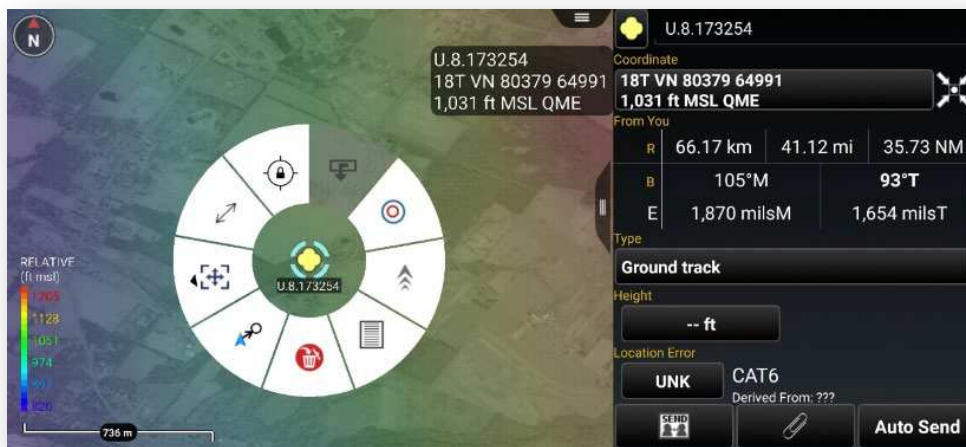 N
U.8.173254
18T VN 80379 64991
1,031 ft MSL QME
U.8.173254
RELATIVE
(ft msl)
1205
1128
1051
974
897
820
736 m
U.8.173254
Coordinate
18T VN 80379 64991
1,031 ft MSL QME
From You
R 66.17 km 41.12 mi 35.73 NM
B 105°M 93°T
E 1,870 milsM 1,654 milsT
Type
Ground track
Height
-- ft
Location Error
UNK CAT6
Derived From: ???
SEND
Auto Send